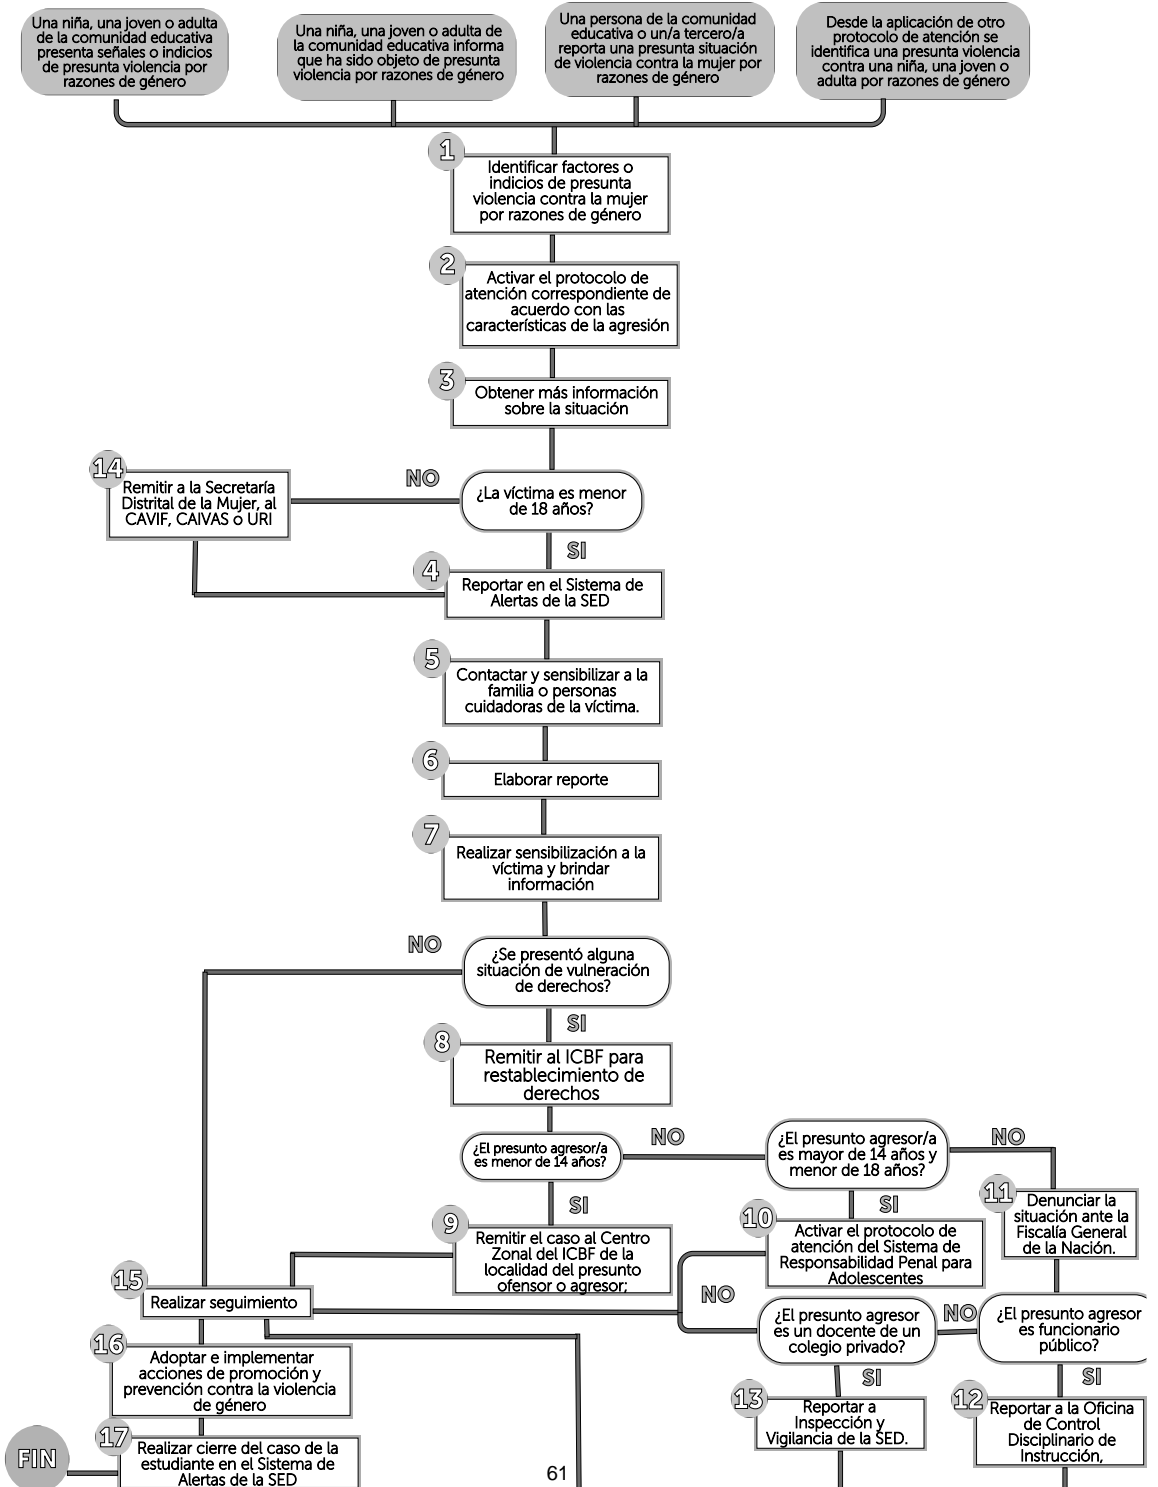 Una niña, una joven o adulta
de la comunidad educativa
presenta señales o indicios
de presunta violencia por
razones de género
Una niña, una joven o adulta de
la comunidad educativa informa
que ha sido objeto de presunta
violencia por razones de género
Una persona de la comunidad
educativa o un/a tercero/a
reporta una presunta situación
de violencia contra la mujer por
razones de género
Desde la aplicación de otro
protocolo de atención se
identifica una presunta violencia
contra una niña, una joven o
adulta por razones de género
1
Identificar factores o
indicios de presunta
violencia contra la mujer
por razones de género
2
Activar el protocolo de
atención correspondiente de
acuerdo con las
características de la agresión
3
Obtener más información
sobre la situación
14
Remitir a la Secretaría
Distrital de la Mujer, al
CAVIF, CAIVAS o URI
NO
¿La víctima es menor
de 18 años?
SI
4
Reportar en el Sistema de
Alertas de la SED
5
Contactar y sensibilizar a la
familia o personas
cuidadoras de la víctima.
6
Elaborar reporte
7
Realizar sensibilización a la
víctima y brindar
información
NO
¿Se presentó alguna
situación de vulneración
de derechos?
SI
8
Remitir al ICBF para
restablecimiento de
derechos
¿El presunto agresor/a
es menor de 14 años?
NO
¿El presunto agresor/a
es mayor de 14 años y
menor de 18 años?
NO
SI
SI
9
Remitir el caso al Centro
Zonal del ICBF de la
localidad del presunto
ofensor o agresor;
10
Activar el protocolo de
atención del Sistema de
Responsabilidad Penal para
Adolescentes
11
Denunciar la
situación ante la
Fiscalía General
de la Nación.
15
Realizar seguimiento
NO
¿El presunto agresor
es un docente de un
colegio privado?
NO
¿El presunto agresor
es funcionario
público?
SI
SI
16
Adoptar e implementar
acciones de promoción y
prevención contra la violencia
de género
13
Reportar a
Inspección y
Vigilancia de la SED.
12
Reportar a la Oficina
de Control
Disciplinario de
Instrucción,
17
Realizar cierre del caso de la
estudiante en el Sistema de
Alertas de la SED
FIN
61